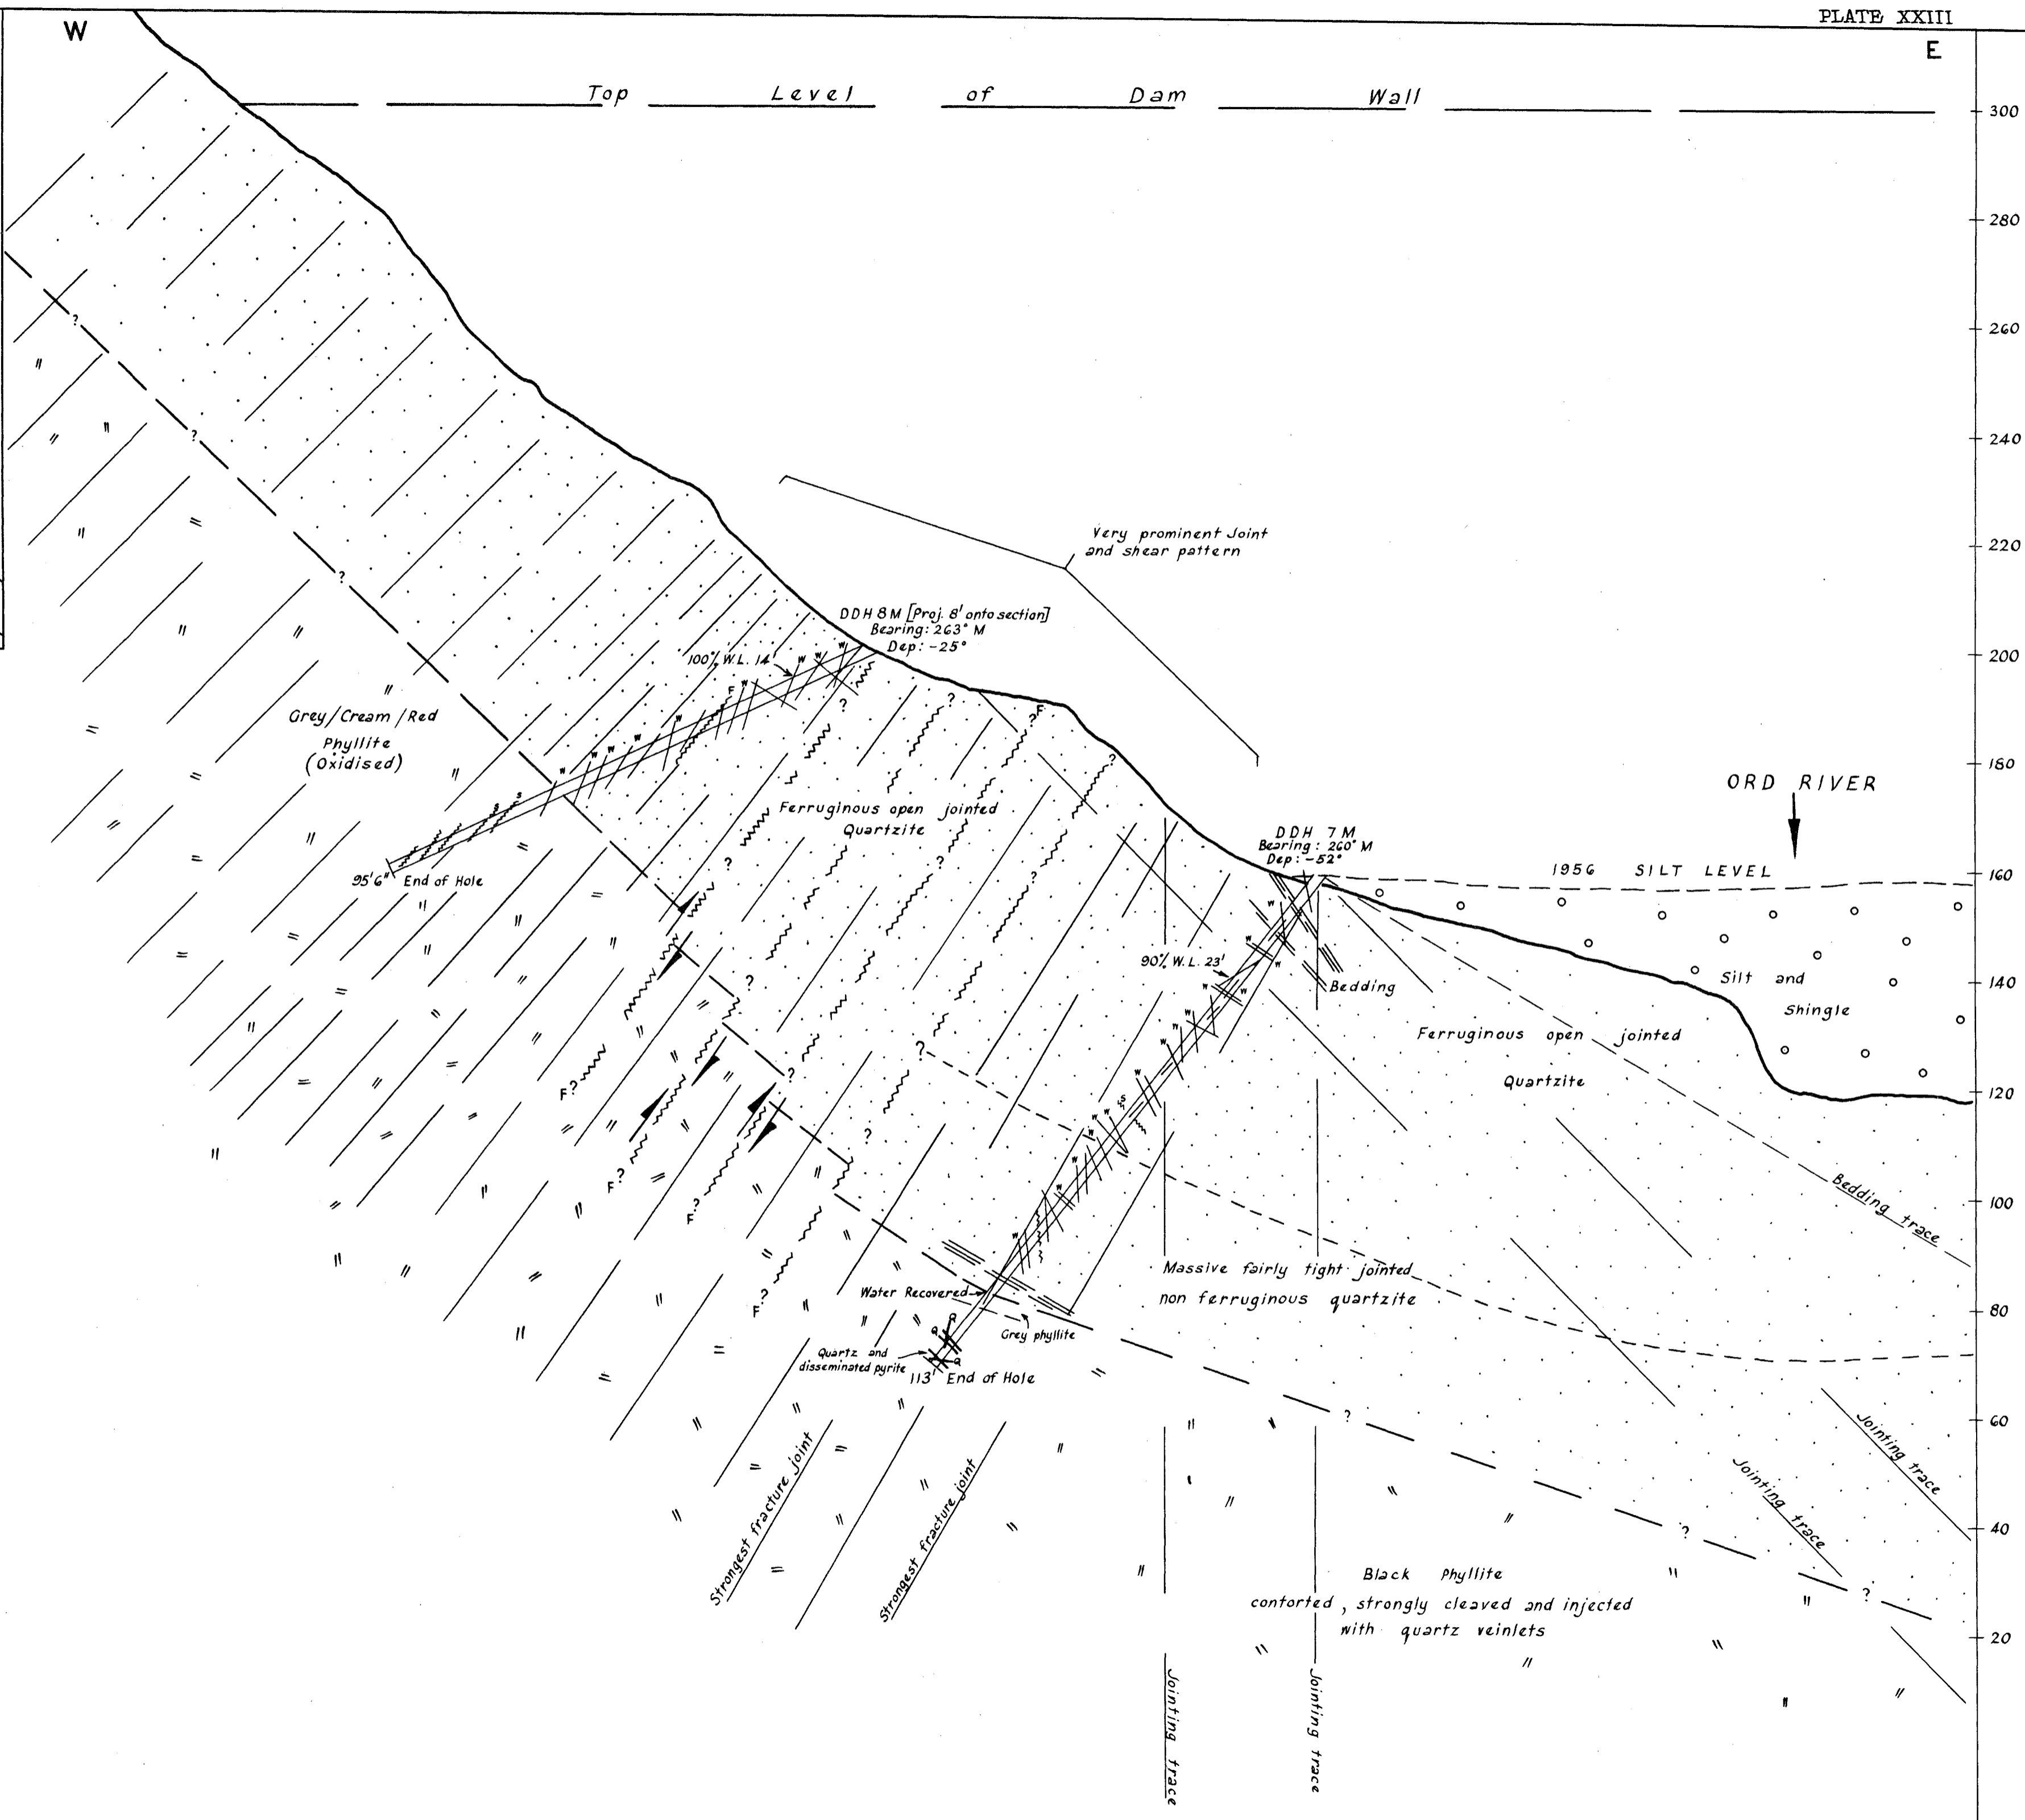 PLATE XXIII
W
E
Top Level of Dam Wall
300
280
260
240
220
200
180
160
140
120
100
80
60
40
20
Very prominent Joint
and shear pattern
DDH 8M [Proj. 8' onto section]
Bearing: 263° M
Dep: -25°
100% W.L. 14'
Grey/Cream/Red
Phyllite
(Oxidised)
95'6" End of Hole
Ferruginous open jointed
Quartzite
ORD RIVER
DDH 7M
Bearing: 260° M
Dep: -52°
1956 SILT LEVEL
90% W.L. 23'
Bedding
Silt and
Shingle
Ferruginous open jointed
Quartzite
Bedding trace
Massive fairly tight jointed
non ferruginous quartzite
Water Recovered
Grey phyllite
Quartz and
disseminated pyrite
113' End of Hole
Strongest fracture joint
Strongest fracture joint
Jointing trace
Jointing trace
Black Phyllite
contorted, strongly cleaved and injected
with quartz veinlets
Jointing trace
Jointing trace